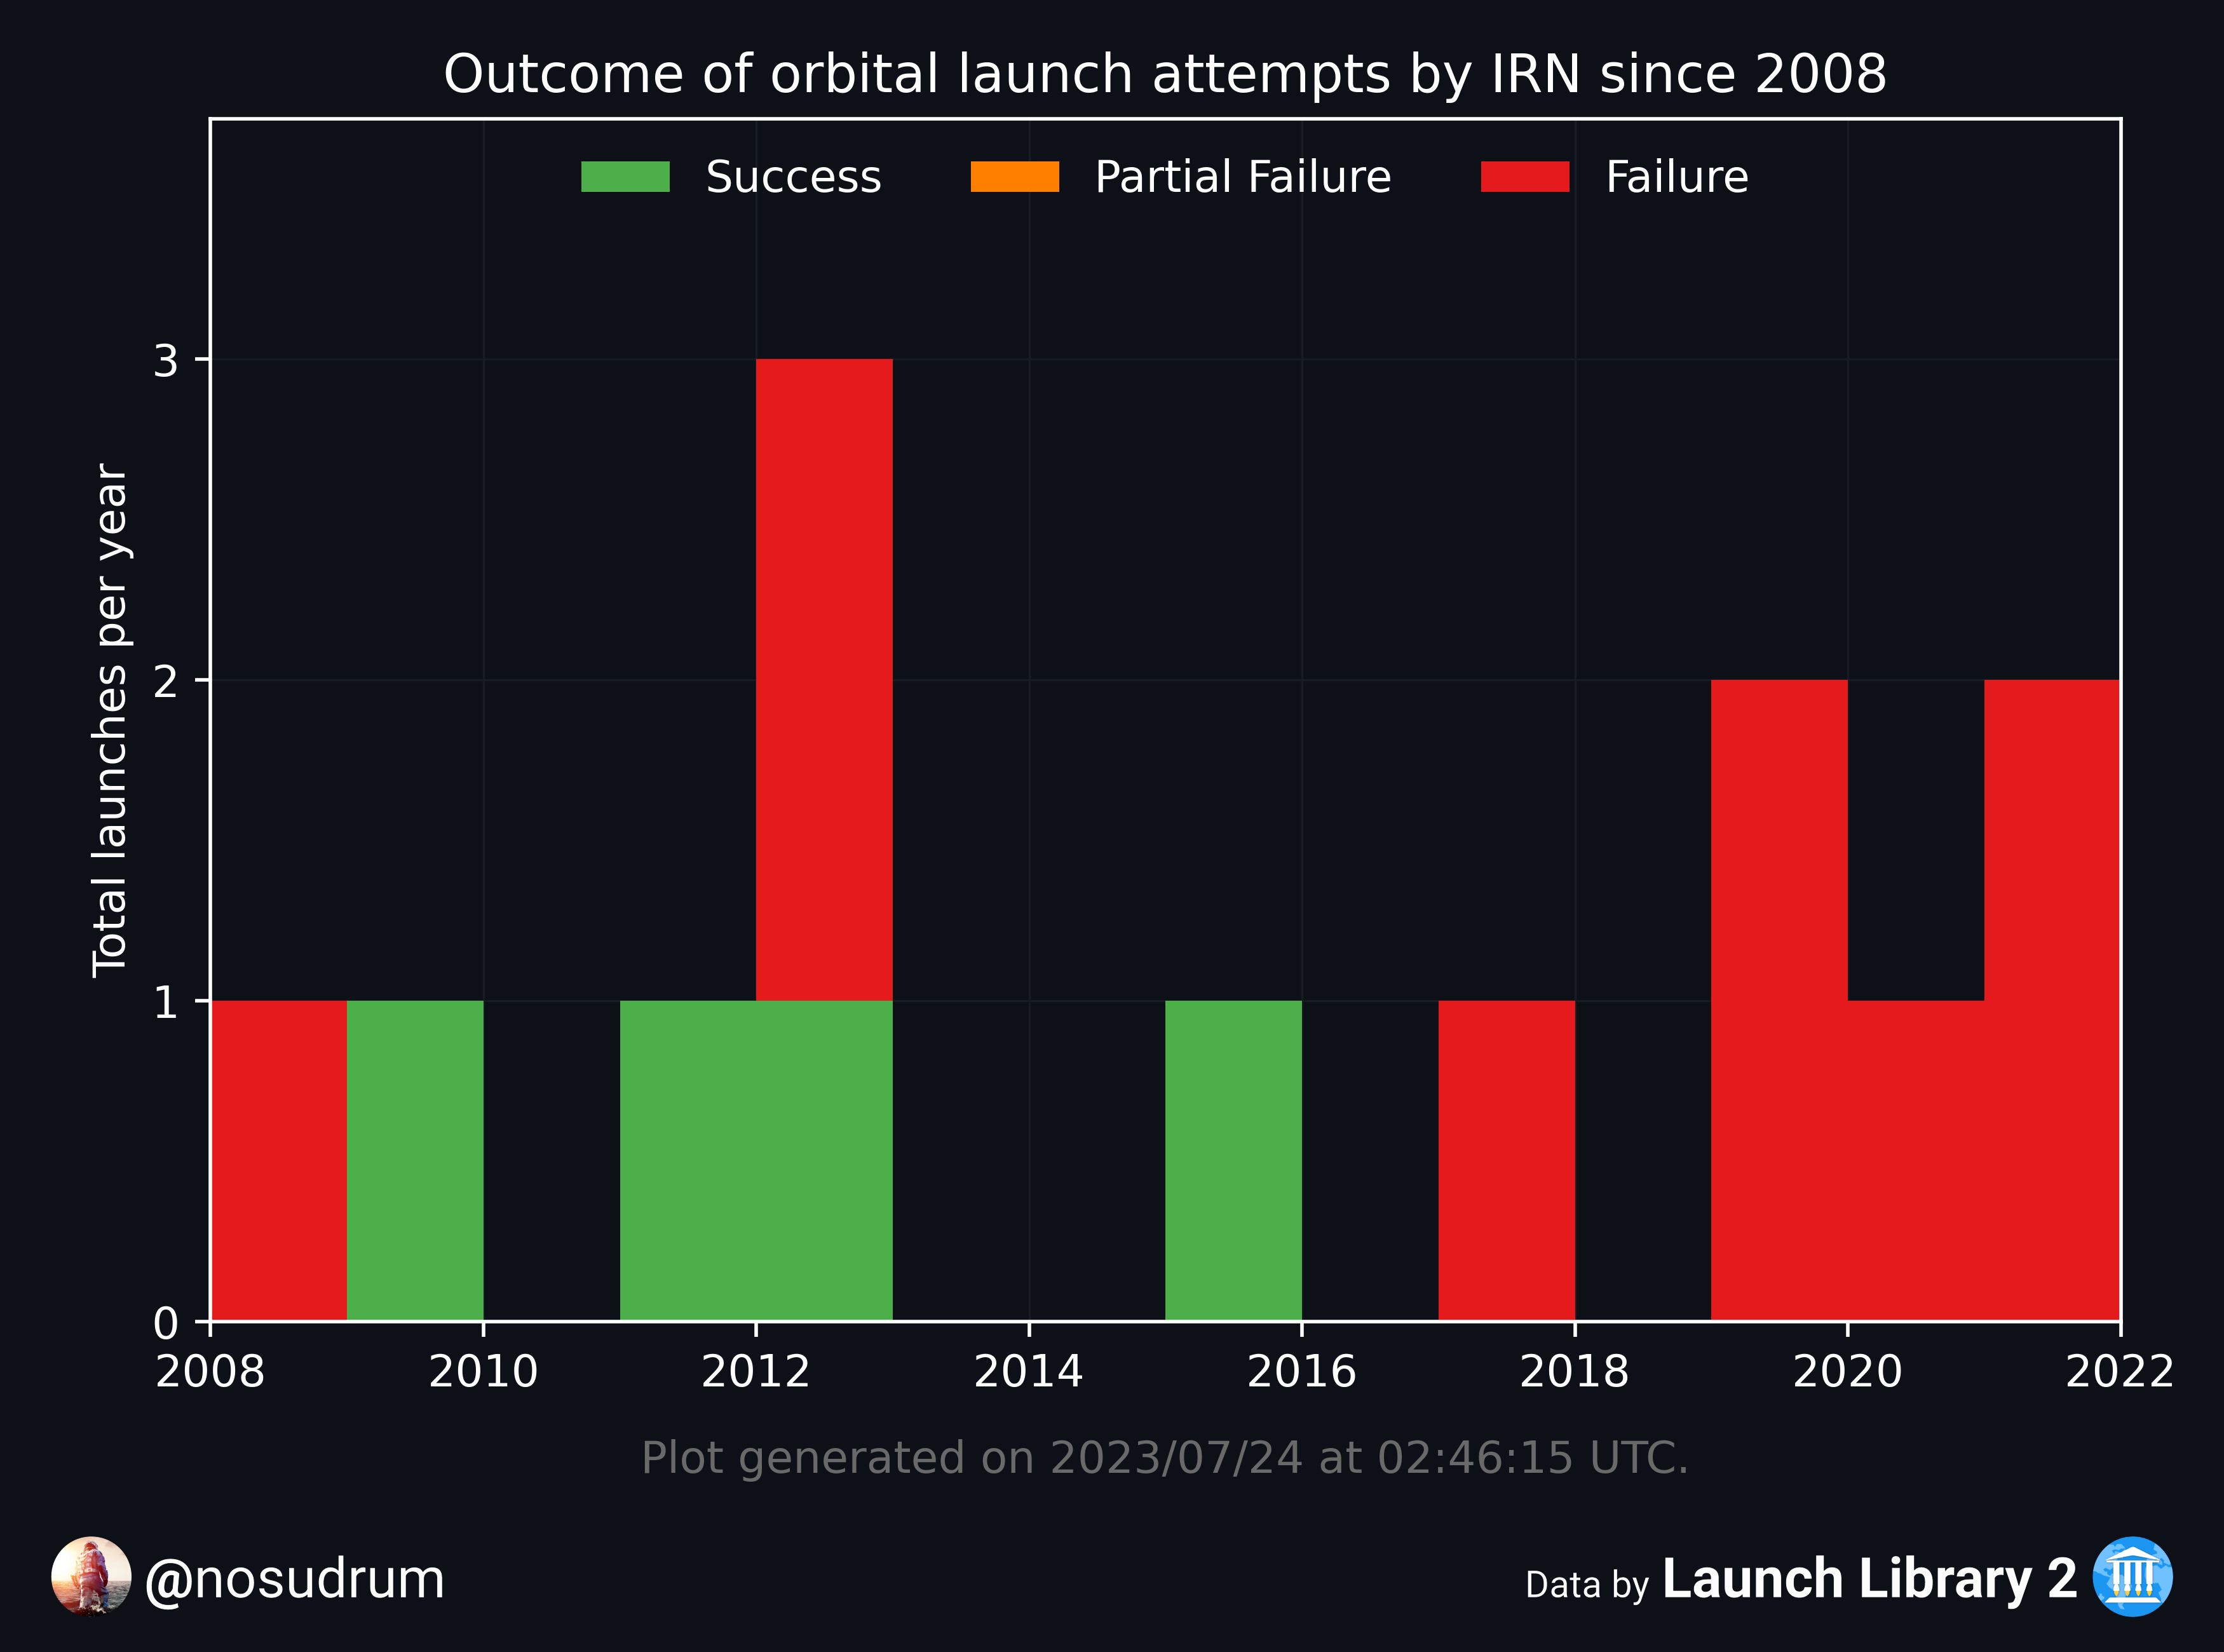 Outcome of orbital launch attempts by IRN since 2008
Success Partial Failure Failure
Total launches per year
3
2
1
0
2008 2010 2012 2014 2016 2018 2020 2022
Plot generated on 2023/07/24 at 02:46:15 UTC.
@nosudrum
Data by Launch Library 2